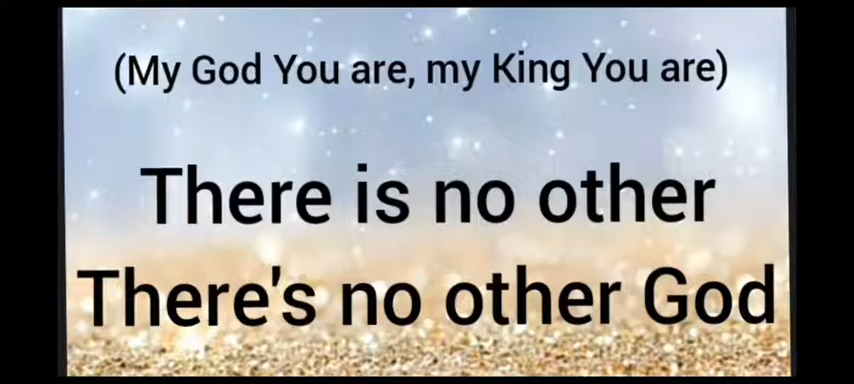 (My God You are, my King You are)
There is no other
There's no other God